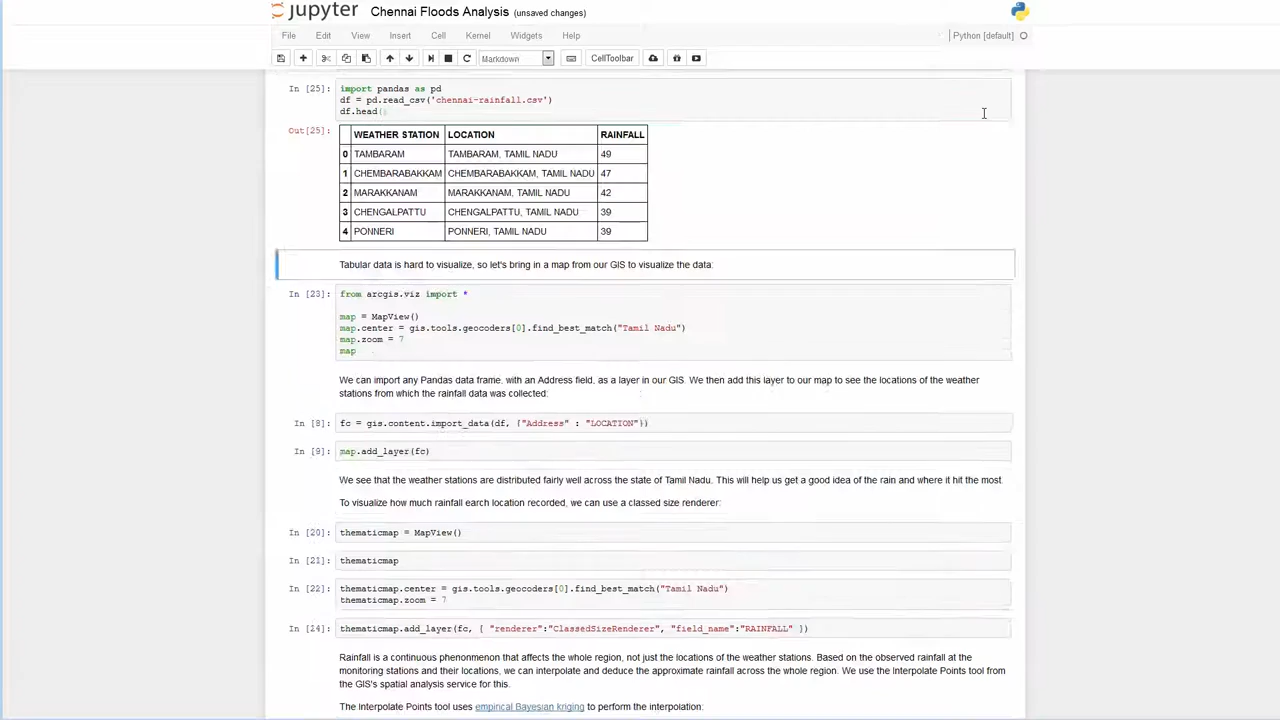 jupyter Chennai Floods Analysis (unsaved changes)
File Edit View Insert Cell Kernel Widgets Help Python [default]
Markdown CellToolbar
In [25]: import pandas as pd
df = pd.read_csv('chennai-rainfall.csv')
df.head(
Out[25]: WEATHER STATION LOCATION RAINFALL
0 TAMBARAM TAMBARAM, TAMIL NADU 49
1 CHEMBARABAKKAM CHEMBARABAKKAM, TAMIL NADU 47
2 MARAKKANAM MARAKKANAM, TAMIL NADU 42
3 CHENGALPATTU CHENGALPATTU, TAMIL NADU 39
4 PONNERI PONNERI, TAMIL NADU 39
Tabular data is hard to visualize, so let's bring in a map from our GIS to visualize the data:
In [23]: from arcgis.viz import *
map = MapView()
map.center = gis.tools.geocoders[0].find_best_match("Tamil Nadu")
map.zoom = 7
map
We can import any Pandas data frame, with an Address field, as a layer in our GIS. We then add this layer to our map to see the locations of the weather
stations from which the rainfall data was collected:
In [8]: fc = gis.content.import_data(df, {"Address" : "LOCATION"})
In [9]: map.add_layer(fc)
We see that the weather stations are distributed fairly well across the state of Tamil Nadu. This will help us get a good idea of the rain and where it hit the most.
To visualize how much rainfall earch location recorded, we can use a classed size renderer:
In [20]: thematicmap = MapView()
In [21]: thematicmap
In [22]: thematicmap.center = gis.tools.geocoders[0].find_best_match("Tamil Nadu")
thematicmap.zoom = 7
In [24]: thematicmap.add_layer(fc, { "renderer":"ClassedSizeRenderer", "field_name":"RAINFALL" })
Rainfall is a continuous phenonmenon that affects the whole region, not just the locations of the weather stations. Based on the observed rainfall at the
monitoring stations and their locations, we can interpolate and deduce the approximate rainfall across the whole region. We use the Interpolate Points tool from
the GIS's spatial analysis service for this.
The Interpolate Points tool uses empirical Bayesian kriging to perform the interpolation: